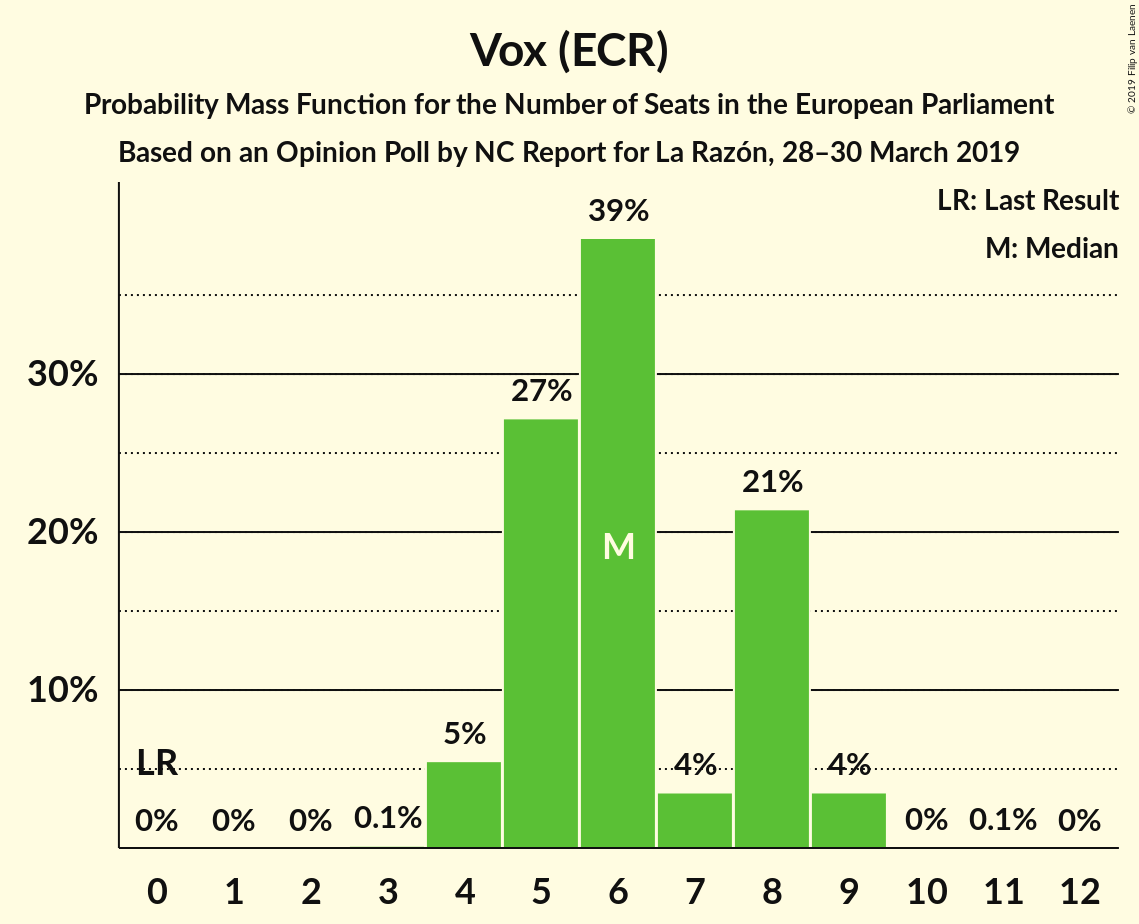 Vox (ECR)
Probability Mass Function for the Number of Seats in the European Parliament
Based on an Opinion Poll by NC Report for La Razón, 28–30 March 2019
© 2019 Filip van Laenen
LR: Last Result
M: Median
39%
30%
27%
21%
20%
M
10%
5%
LR
4%
4%
0%
0%
0%
0.1%
0%
0.1%
0%
0 1 2 3 4 5 6 7 8 9 10 11 12